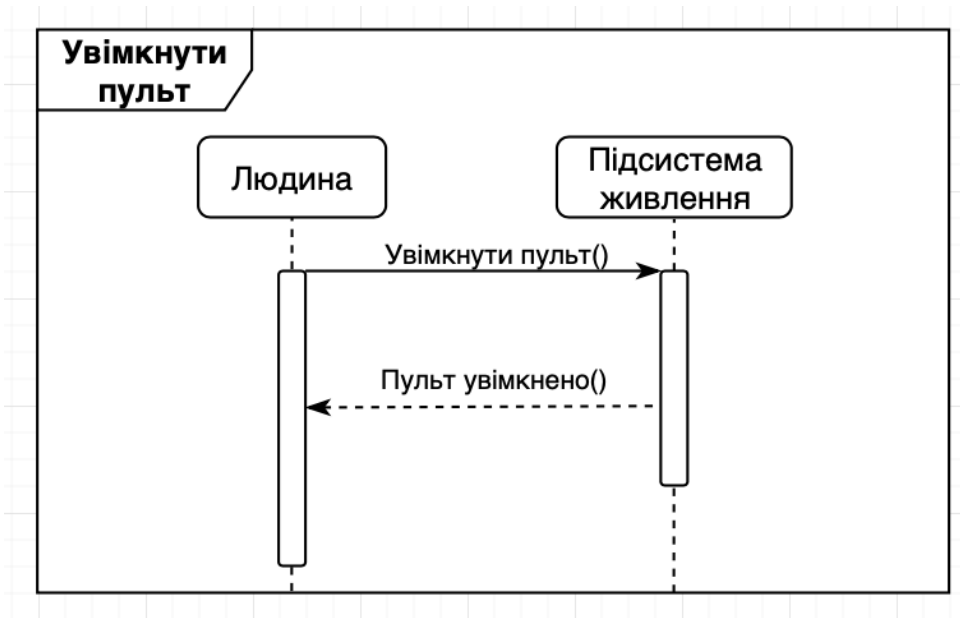 Увімкнути
пульт
Людина
Підсистема
живлення
Увімкнути пульт()
Пульт увімкнено()